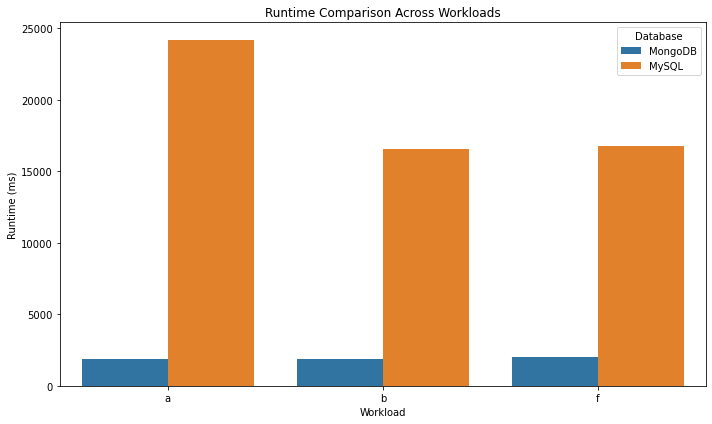 Runtime Comparison Across Workloads
Database
MongoDB
MySQL
Runtime (ms)
25000
20000
15000
10000
5000
0
a b f
Workload